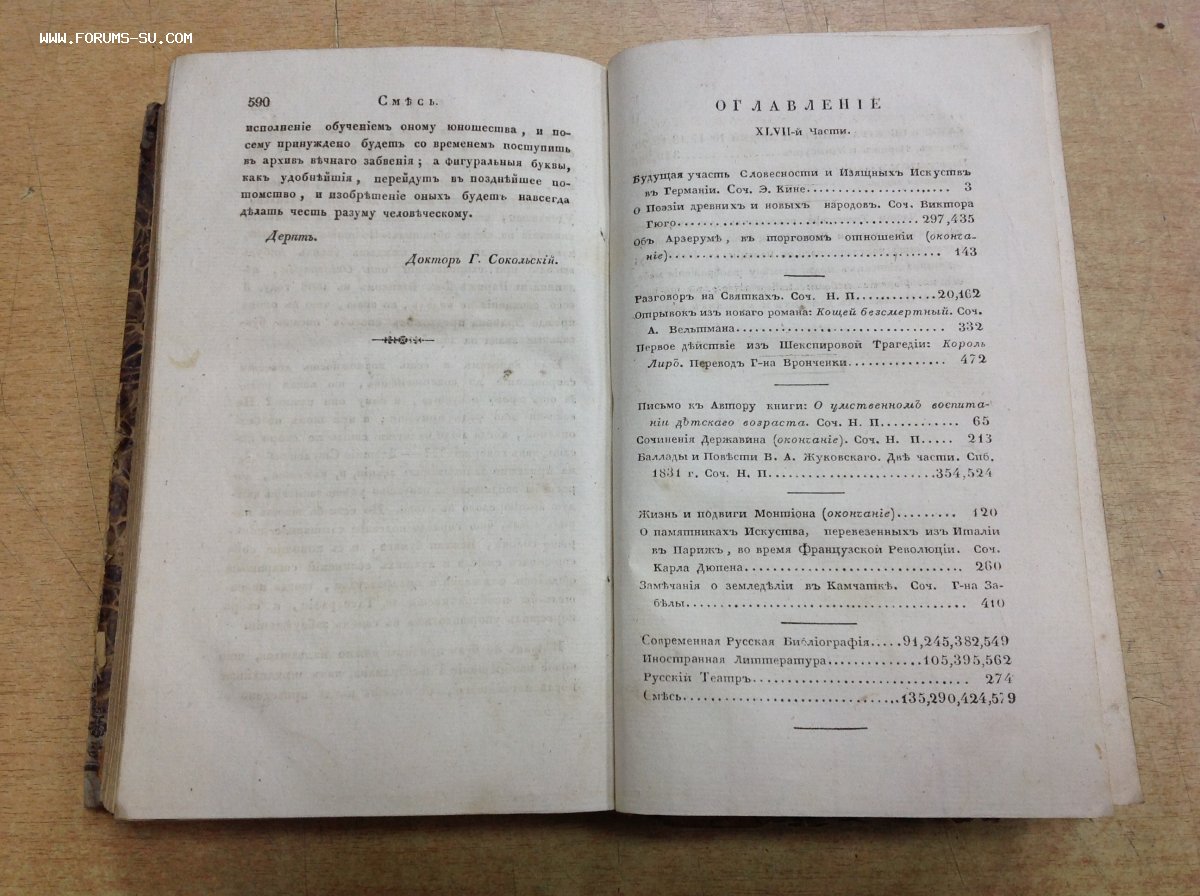 WWW.FORUMS-SU.COM
590 Смѣсь.
исполненіе обученіемъ оному юношества, и по-
сему принуждено будетъ со временемъ поступить
въ архивъ вѣчнаго забвенія; а фигуральныя буквы,
какъ удобнѣйшія, перейдутъ въ позднѣйшее по-
томство, и изобрѣтеніе оныхъ будетъ навсегда
дѣлать честь разуму человѣческому.
Дерптъ.
Докторъ Г. Сокольскій.
ОГЛАВЛЕНІЕ
XLVII-й Части.
Будущая участь Словесности и Изящныхъ Искуствъ
въ Германіи. Соч. Э. Кине........................ 3
О Поэзіи древнихъ и новыхъ народовъ. Соч. Виктора
Гюго........................................ 297,435
Объ Арзерумѣ, въ торговомъ отношеніи (оконча-
ніе)........................................ 143
Разговоръ на Святкахъ. Соч. Н. П............20,162
Отрывокъ изъ новаго романа: Кощей безсмертный. Соч.
А. Вельтмана................................ 332
Первое дѣйствіе изъ Шекспировой Трагедіи: Король
Лиръ. Переводъ Г-на Вронченки............... 472
Письмо къ Автору книги: О умственномъ воспита-
ніи дѣтскаго возраста. Соч. Н. П............ 65
Сочиненія Державина (окончаніе). Соч. Н. П..... 213
Баллады и Повѣсти В. А. Жуковскаго. Двѣ части. Спб.
1831 г. Соч. Н. П........................354,524
Жизнь и подвиги Монтіона (окончаніе)......... 120
О памятникахъ Искуства, перевезенныхъ изъ Италіи
въ Парижъ, во время Французской Революціи. Соч.
Карла Дюпена................................ 260
Замѣчанія о земледѣліи въ Камчаткѣ. Соч. Г-на За-
бѣлы........................................ 410
Современная Русская Библіографія.....91,245,382,549
Иностранная Литтература..............105,395,562
Русскій Театръ.............................. 274
Смѣсь..............................135,290,424,579